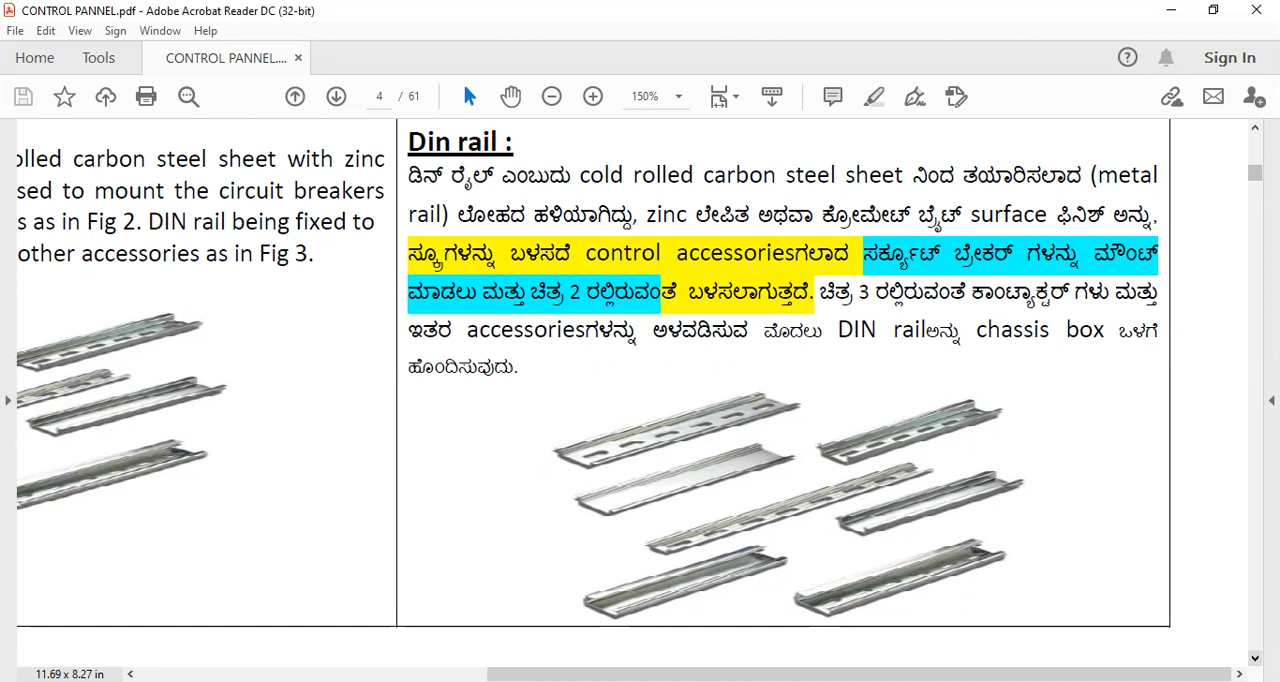 CONTROL PANNEL.pdf - Adobe Acrobat Reader DC (32-bit)
File Edit View Sign Window Help
Home Tools CONTROL PANNEL.... × Sign In
4 / 61 150%
olled carbon steel sheet with zinc
sed to mount the circuit breakers
s as in Fig 2. DIN rail being fixed to
other accessories as in Fig 3.
Din rail :
ಡಿನ್ ರೈಲ್ ಎಂಬುದು cold rolled carbon steel sheet ನಿಂದ ತಯಾರಿಸಲಾದ (metal
rail) ಲೋಹದ ಹಳಿಯಾಗಿದ್ದು, zinc ಲೇಪಿತ ಅಥವಾ ಕ್ರೋಮೇಟ್ ಬ್ರೈಟ್ surface ಫಿನಿಶ್ ಅನ್ನು,
ಸ್ಕ್ರೂಗಳನ್ನು ಬಳಸದೆ control accessoriesಗಲಾದ ಸರ್ಕ್ಯೂಟ್ ಬ್ರೇಕರ್ ಗಳನ್ನು ಮೌಂಟ್
ಮಾಡಲು ಮತ್ತು ಚಿತ್ರ 2 ರಲ್ಲಿರುವಂತೆ ಬಳಸಲಾಗುತ್ತದೆ. ಚಿತ್ರ 3 ರಲ್ಲಿರುವಂತೆ ಕಾಂಟ್ಯಾಕ್ಟರ್ ಗಳು ಮತ್ತು
ಇತರ accessoriesಗಳನ್ನು ಅಳವಡಿಸುವ ಮೊದಲು DIN railಅನ್ನು chassis box ಒಳಗೆ
ಹೊಂದಿಸುವುದು.
11.69 x 8.27 in